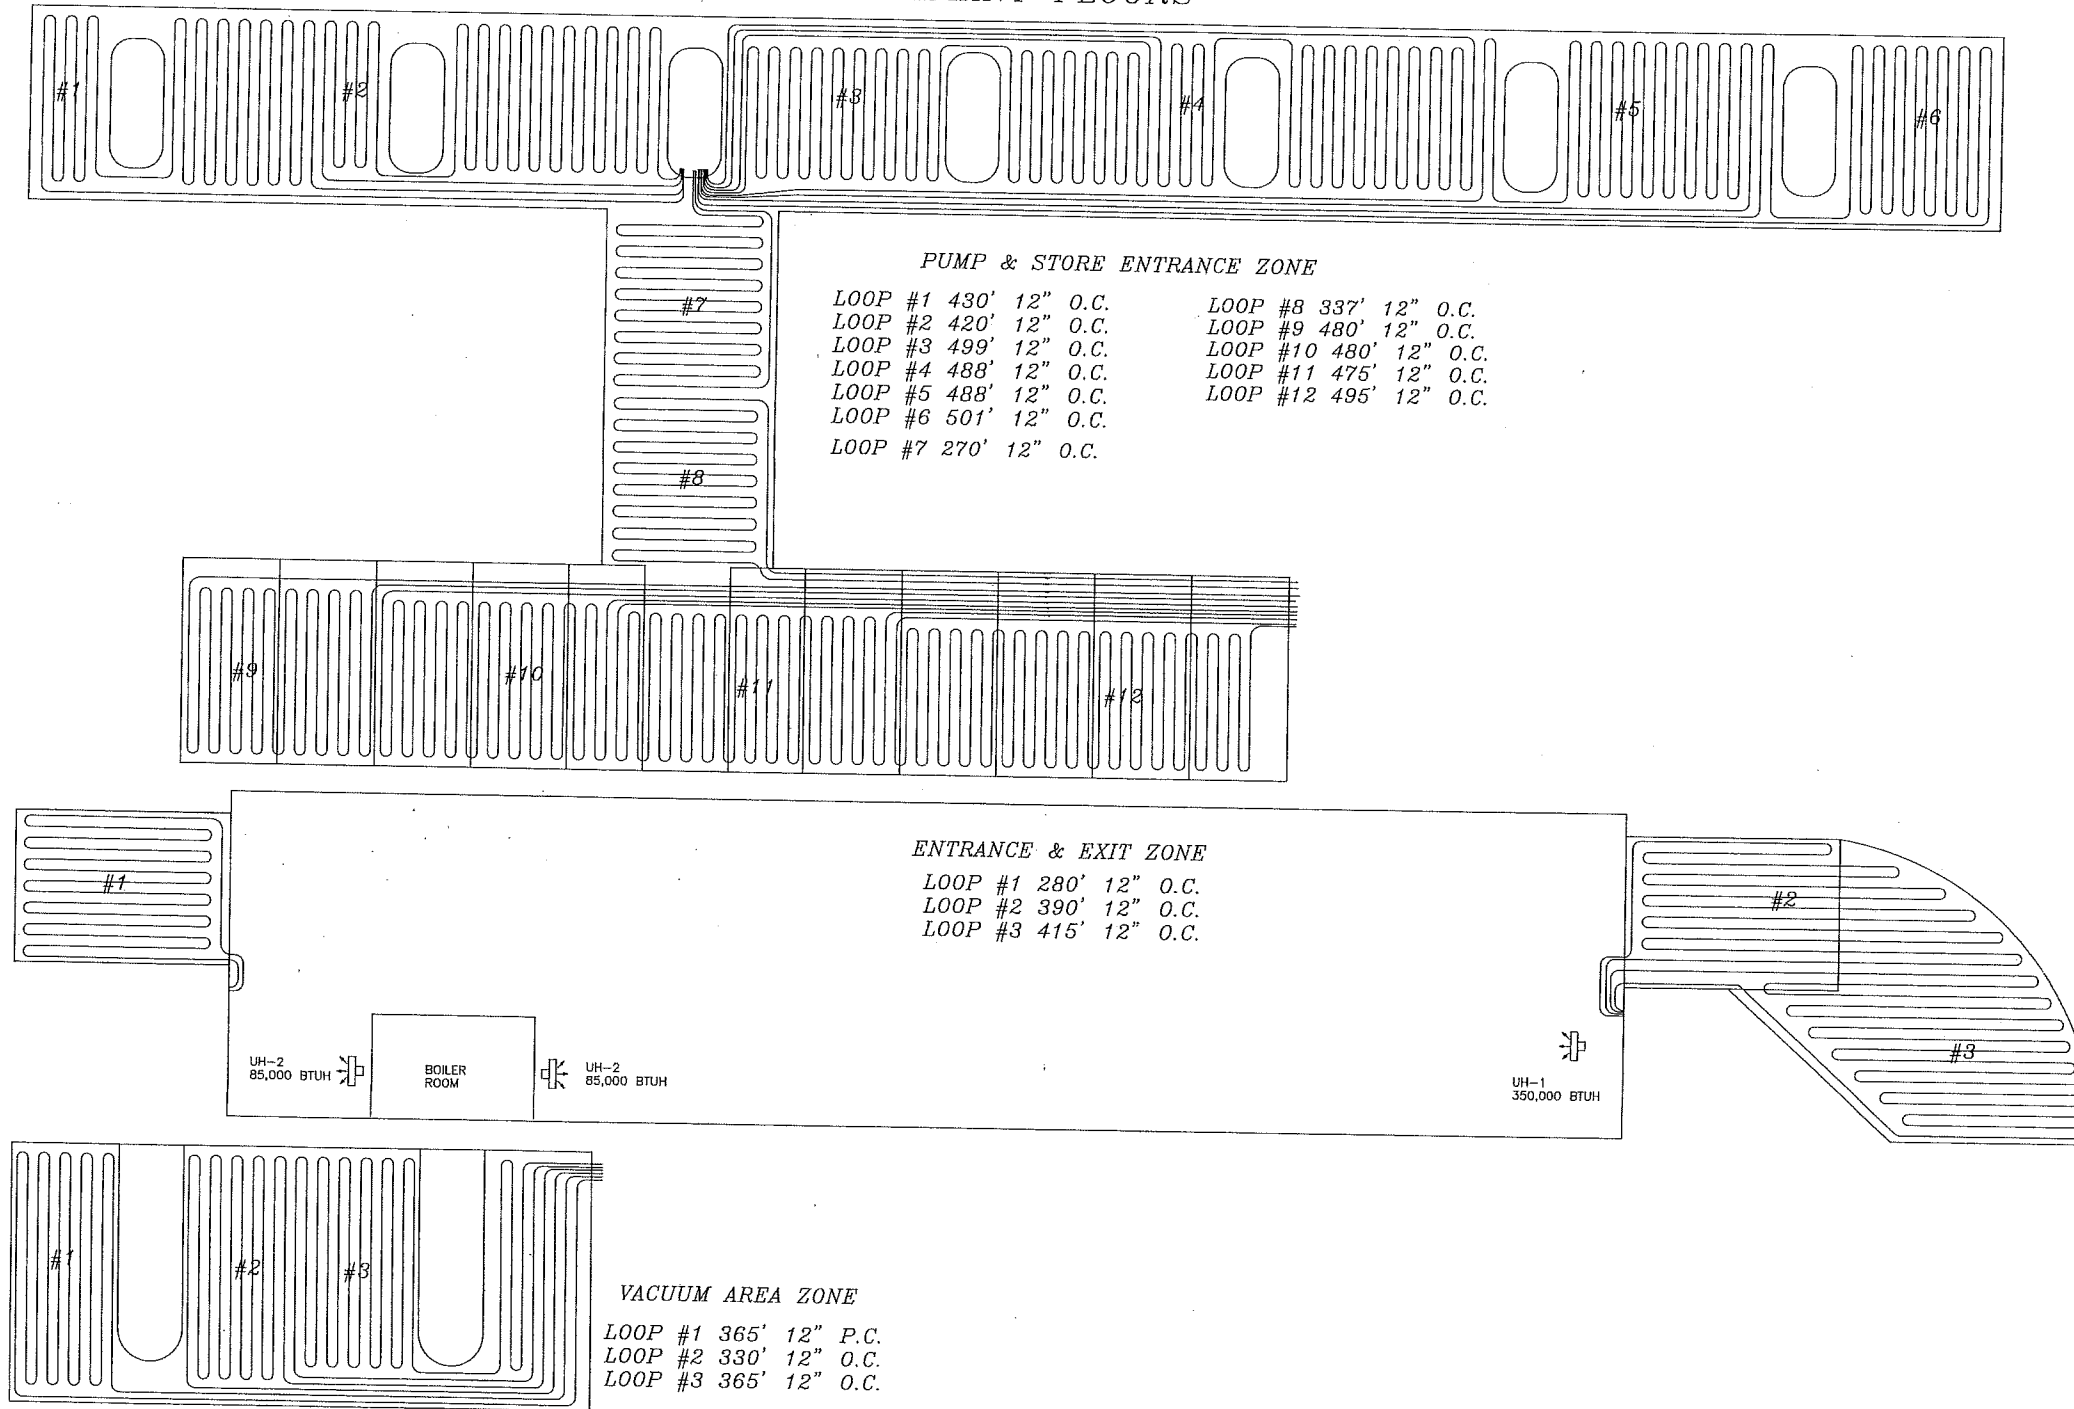 FLOORS
#1
#2
#3
#4
#5
#6
PUMP & STORE ENTRANCE ZONE
LOOP #1 430' 12" O.C.
LOOP #2 420' 12" O.C.
LOOP #3 499' 12" O.C.
LOOP #4 488' 12" O.C.
LOOP #5 488' 12" O.C.
LOOP #6 501' 12" O.C.
LOOP #7 270' 12" O.C.
LOOP #8 337' 12" O.C.
LOOP #9 480' 12" O.C.
LOOP #10 480' 12" O.C.
LOOP #11 475' 12" O.C.
LOOP #12 495' 12" O.C.
#7
#8
#9
#10
#11
#12
ENTRANCE & EXIT ZONE
LOOP #1 280' 12" O.C.
LOOP #2 390' 12" O.C.
LOOP #3 415' 12" O.C.
#1
#2
#3
UH-2
85,000 BTUH
BOILER
ROOM
UH-2
85,000 BTUH
UH-1
350,000 BTUH
#1
#2
#3
VACUUM AREA ZONE
LOOP #1 365' 12" P.C.
LOOP #2 330' 12" O.C.
LOOP #3 365' 12" O.C.